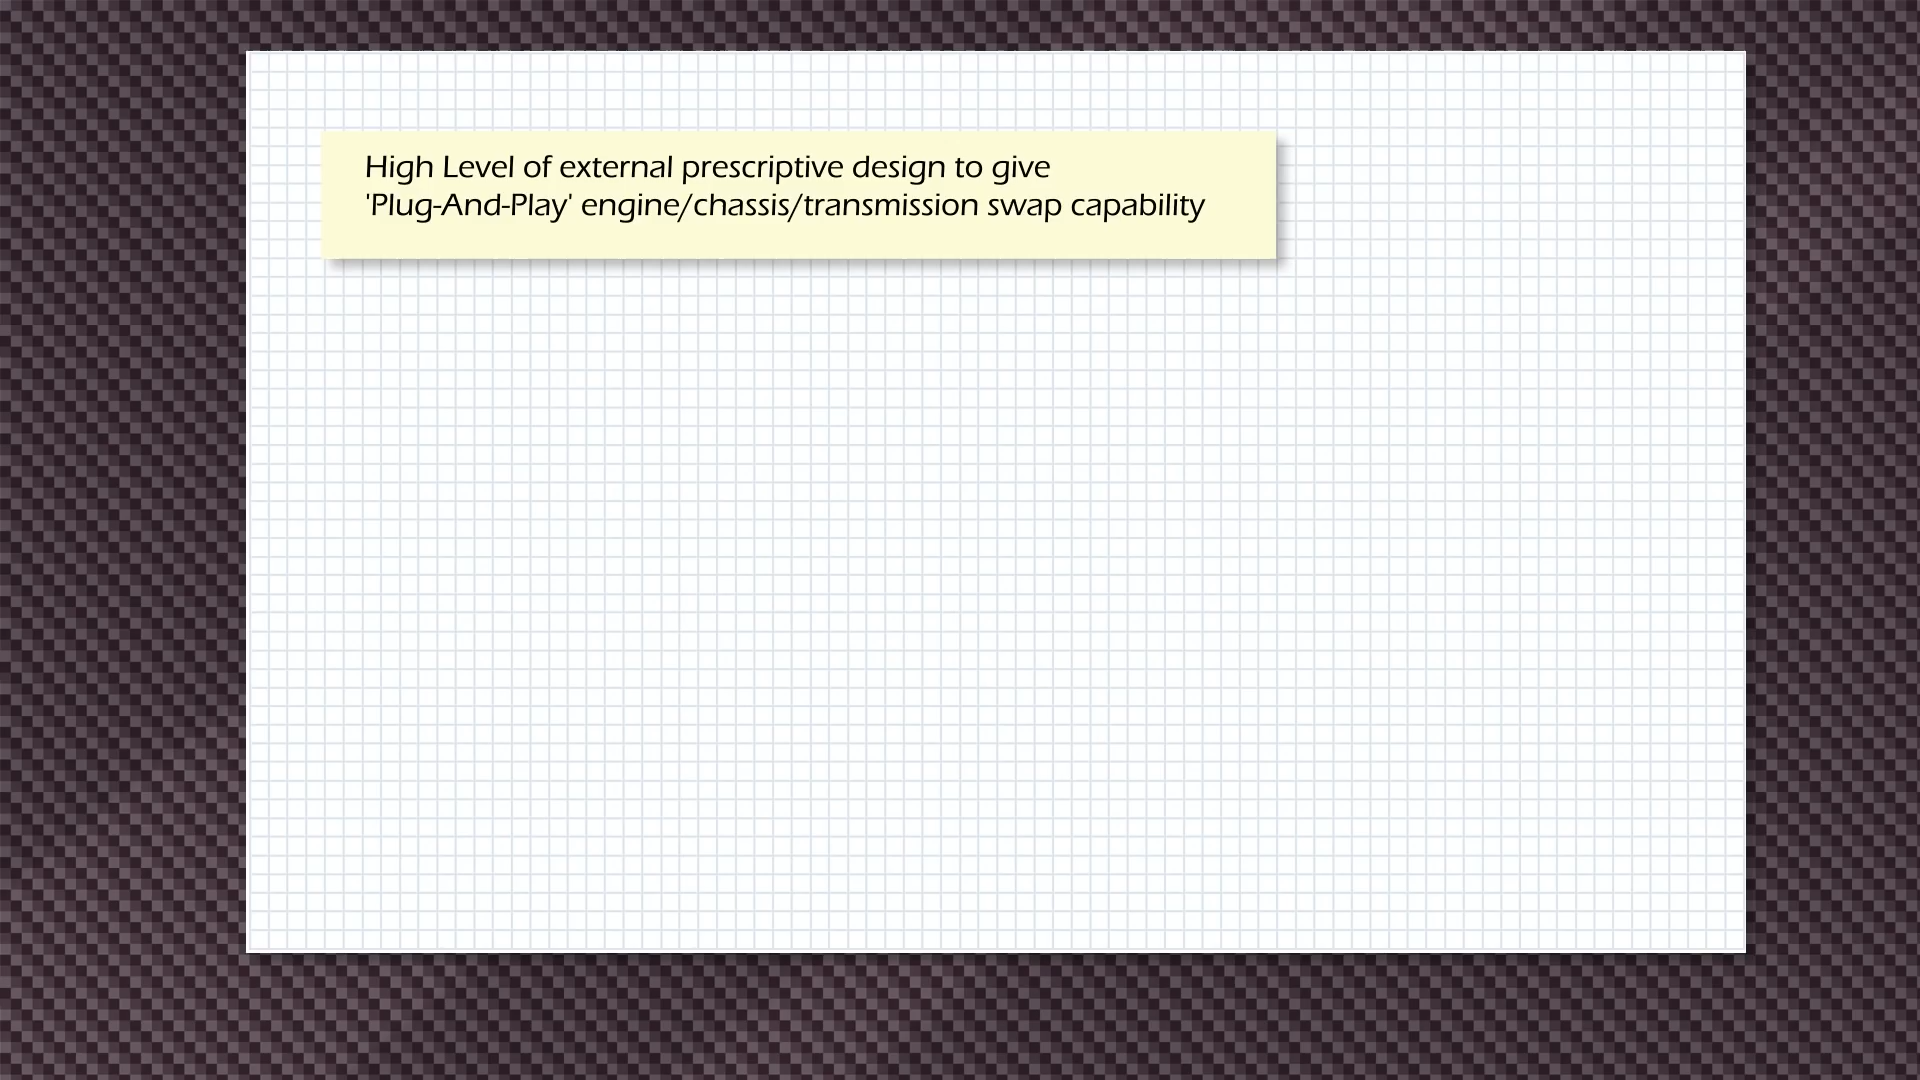 High Level of external prescriptive design to give
'Plug-And-Play' engine/chassis/transmission swap capability